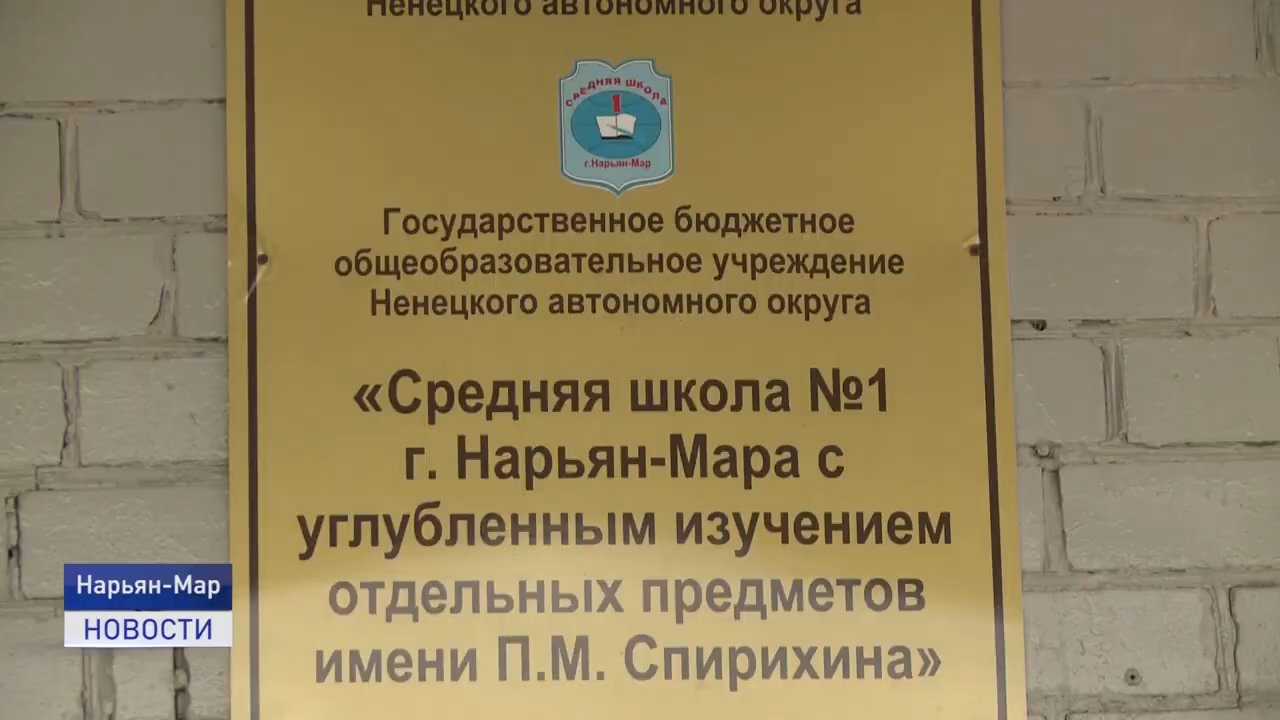 Ненецкого автономного округа
СРЕДНЯЯ ШКОЛА
1
г.Нарьян-Мар
Государственное бюджетное
общеобразовательное учреждение
Ненецкого автономного округа
«Средняя школа №1
г. Нарьян-Мара с
углубленным изучением
отдельных предметов
имени П.М. Спирихина»
Нарьян-Мар
НОВОСТИ